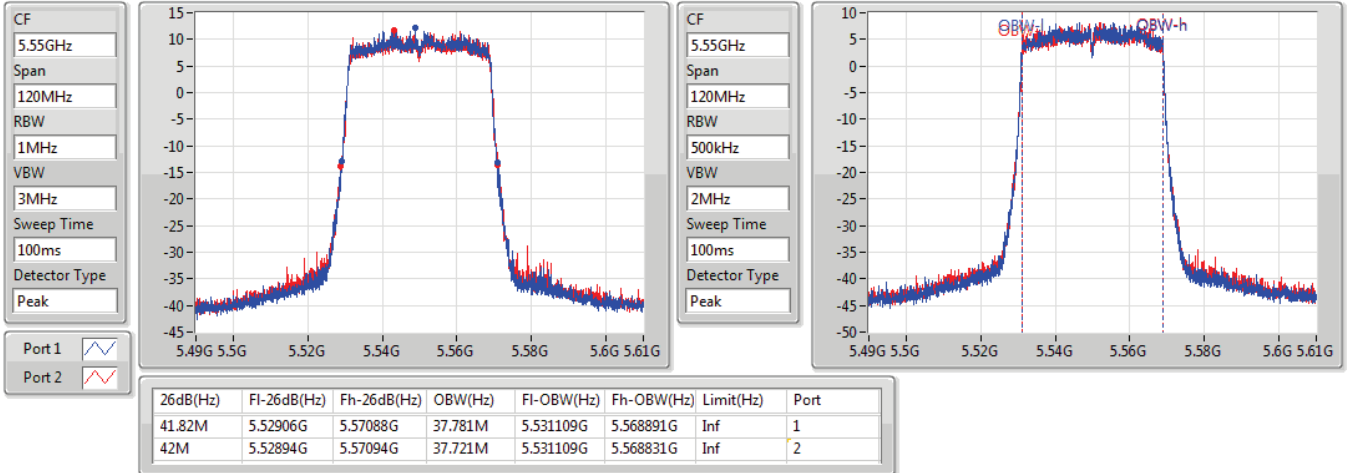 CF
5.55GHz
Span
120MHz
RBW
1MHz
VBW
3MHz
Sweep Time
100ms
Detector Type
Peak
Port 1
Port 2
15
10
5
0
-5
-10
-15
-20
-25
-30
-35
-40
-45
5.49G 5.5G 5.52G 5.54G 5.56G 5.58G 5.6G 5.61G
CF
5.55GHz
Span
120MHz
RBW
500kHz
VBW
2MHz
Sweep Time
100ms
Detector Type
Peak
10
5
0
-5
-10
-15
-20
-25
-30
-35
-40
-45
-50
OBW-l OBW-h
5.49G 5.5G 5.52G 5.54G 5.56G 5.58G 5.6G 5.61G
26dB(Hz) Fl-26dB(Hz) Fh-26dB(Hz) OBW(Hz) Fl-OBW(Hz) Fh-OBW(Hz) Limit(Hz) Port
41.82M 5.52906G 5.57088G 37.781M 5.531109G 5.568891G Inf 1
42M 5.52894G 5.57094G 37.721M 5.531109G 5.568831G Inf 2